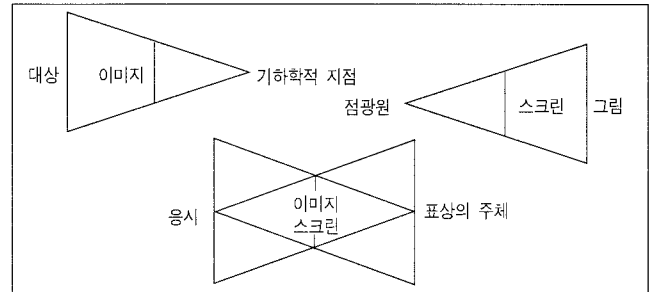 대상
이미지
기하학적 지점
점광원
스크린
그림
응시
이미지
스크린
표상의 주체